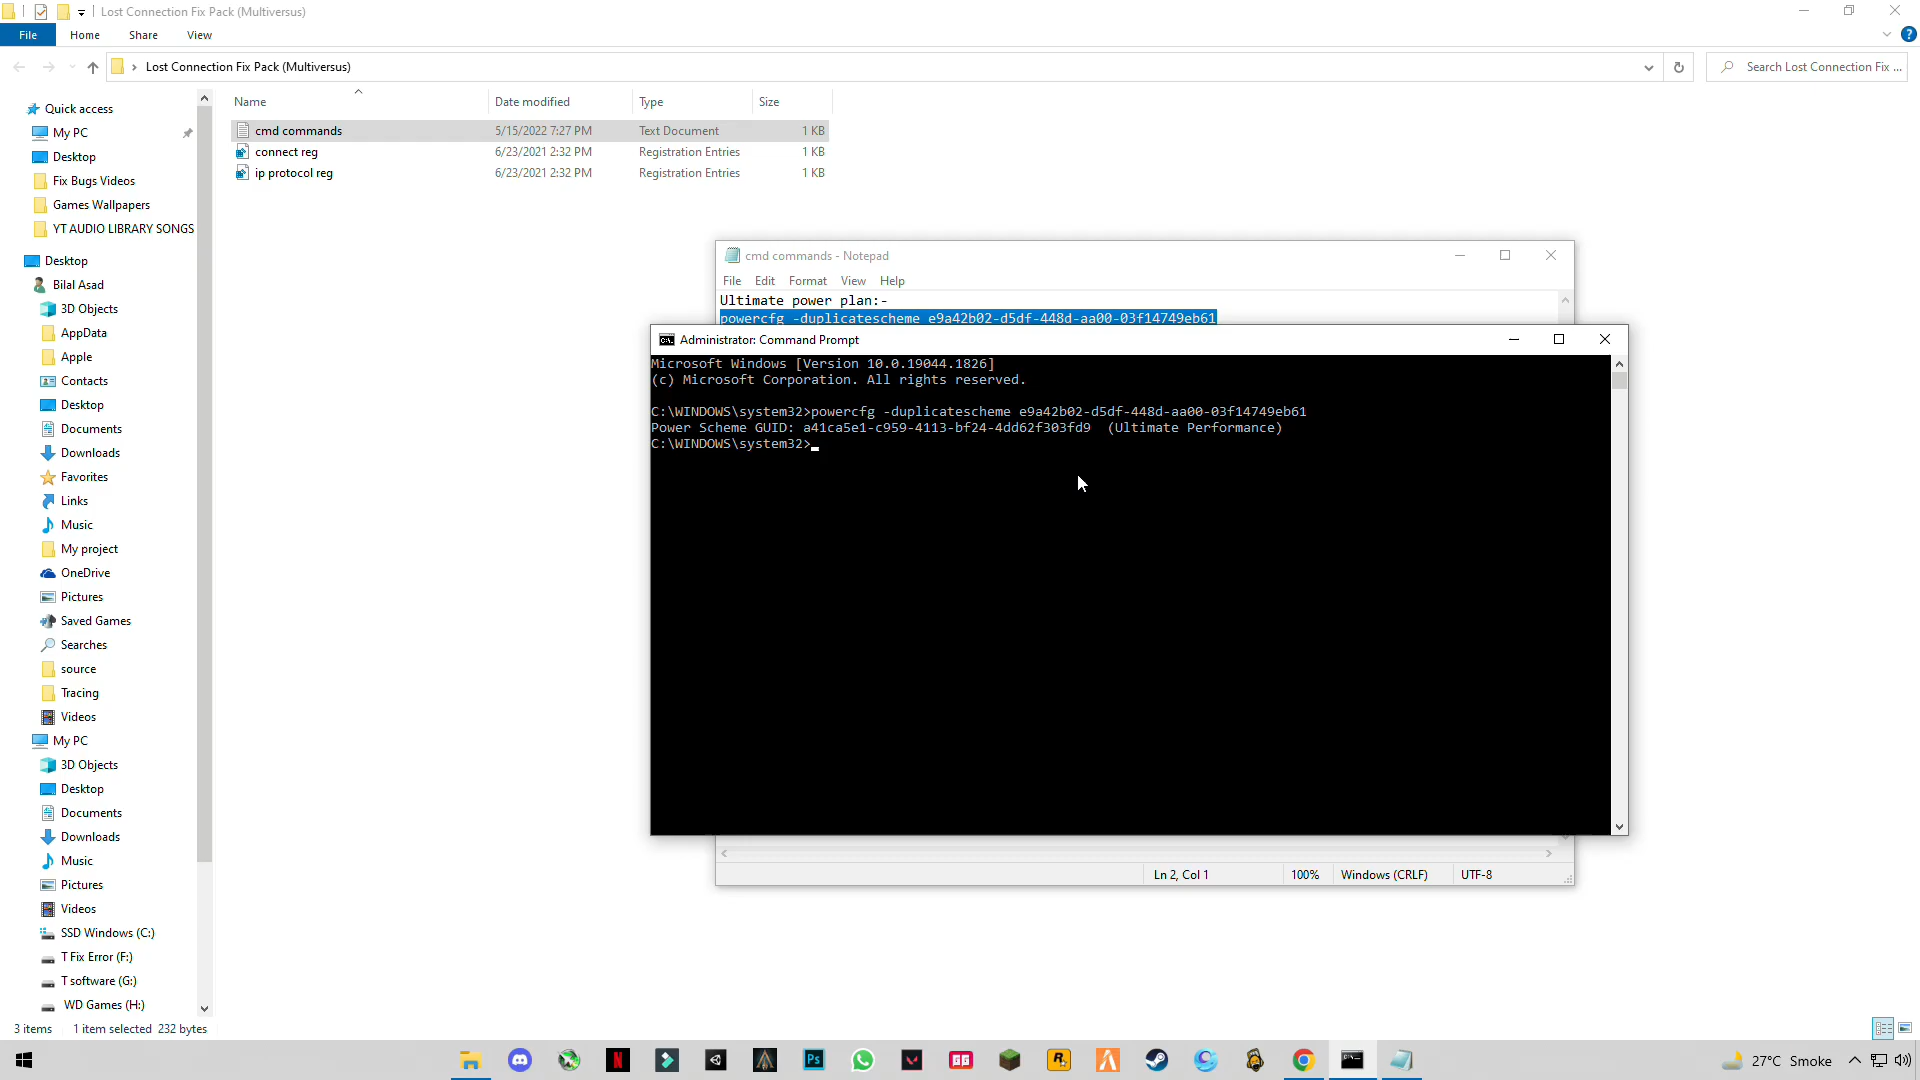 Lost Connection Fix Pack (Multiversus)
File Home Share View
Lost Connection Fix Pack (Multiversus)
Search Lost Connection Fix ...
Name Date modified Type Size
cmd commands 5/15/2022 7:27 PM Text Document 1 KB
connect reg 6/23/2021 2:32 PM Registration Entries 1 KB
ip protocol reg 6/23/2021 2:32 PM Registration Entries 1 KB
Quick access
My PC
Desktop
Fix Bugs Videos
Games Wallpapers
YT AUDIO LIBRARY SONGS
Desktop
Bilal Asad
3D Objects
AppData
Apple
Contacts
Desktop
Documents
Downloads
Favorites
Links
Music
My project
OneDrive
Pictures
Saved Games
Searches
source
Tracing
Videos
My PC
3D Objects
Desktop
Documents
Downloads
Music
Pictures
Videos
SSD Windows (C:)
T Fix Error (F:)
T software (G:)
WD Games (H:)
cmd commands - Notepad
File Edit Format View Help
Ultimate power plan:-
powercfg -duplicatescheme e9a42b02-d5df-448d-aa00-03f14749eb61
Administrator: Command Prompt
Microsoft Windows [Version 10.0.19044.1826]
(c) Microsoft Corporation. All rights reserved.
C:\WINDOWS\system32>powercfg -duplicatescheme e9a42b02-d5df-448d-aa00-03f14749eb61
Power Scheme GUID: a41ca5e1-c959-4113-bf24-4dd62f303fd9  (Ultimate Performance)
C:\WINDOWS\system32>
Ln 2, Col 1 100% Windows (CRLF) UTF-8
3 items 1 item selected 232 bytes
27°C Smoke